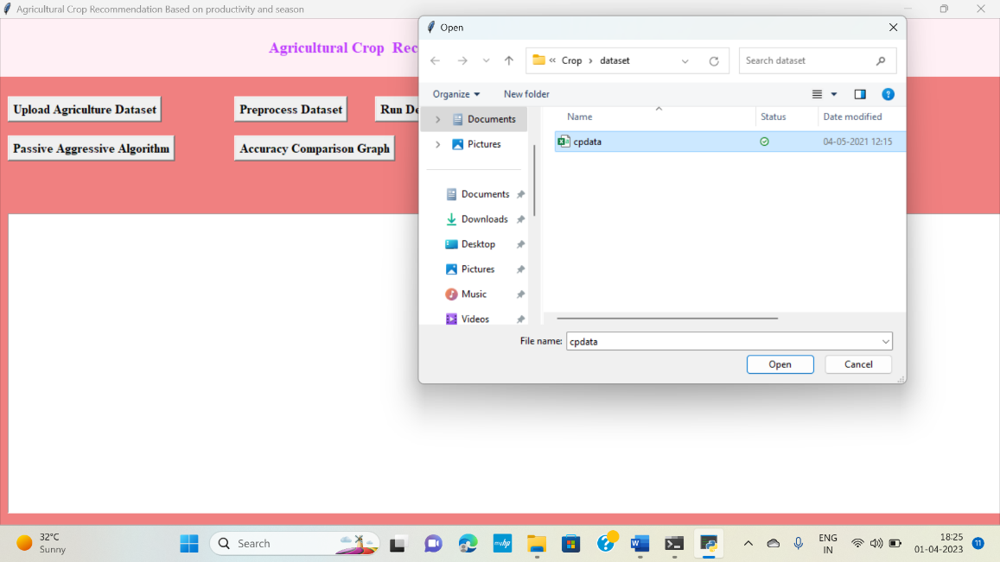 Agricultural Crop Recommendation Based on productivity and season
Agricultural Crop Rec
Upload Agriculture Dataset
Preprocess Dataset
Run De
Passive Aggressive Algorithm
Accuracy Comparison Graph
Open
« Crop › dataset
Search dataset
Organize
New folder
Documents
Pictures
Documents
Downloads
Desktop
Pictures
Music
Videos
Name
Status
Date modified
cpdata
04-05-2021 12:15
File name:
cpdata
Open
Cancel
32°C
Sunny
Search
myhp
ENG
IN
18:25
01-04-2023
11